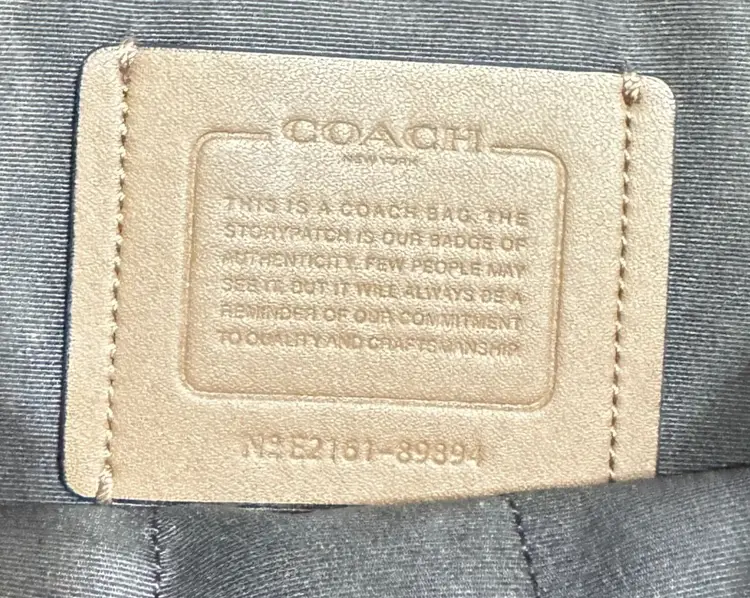 COACH
NEW YORK
THIS IS A COACH BAG. THE
STORYPATCH IS OUR BADGE OF
AUTHENTICITY. FEW PEOPLE MAY
SEE IT, BUT IT WILL ALWAYS BE A
REMINDER OF OUR COMMITMENT
TO QUALITY AND CRAFTSMANSHIP.
Nº E2161-89894